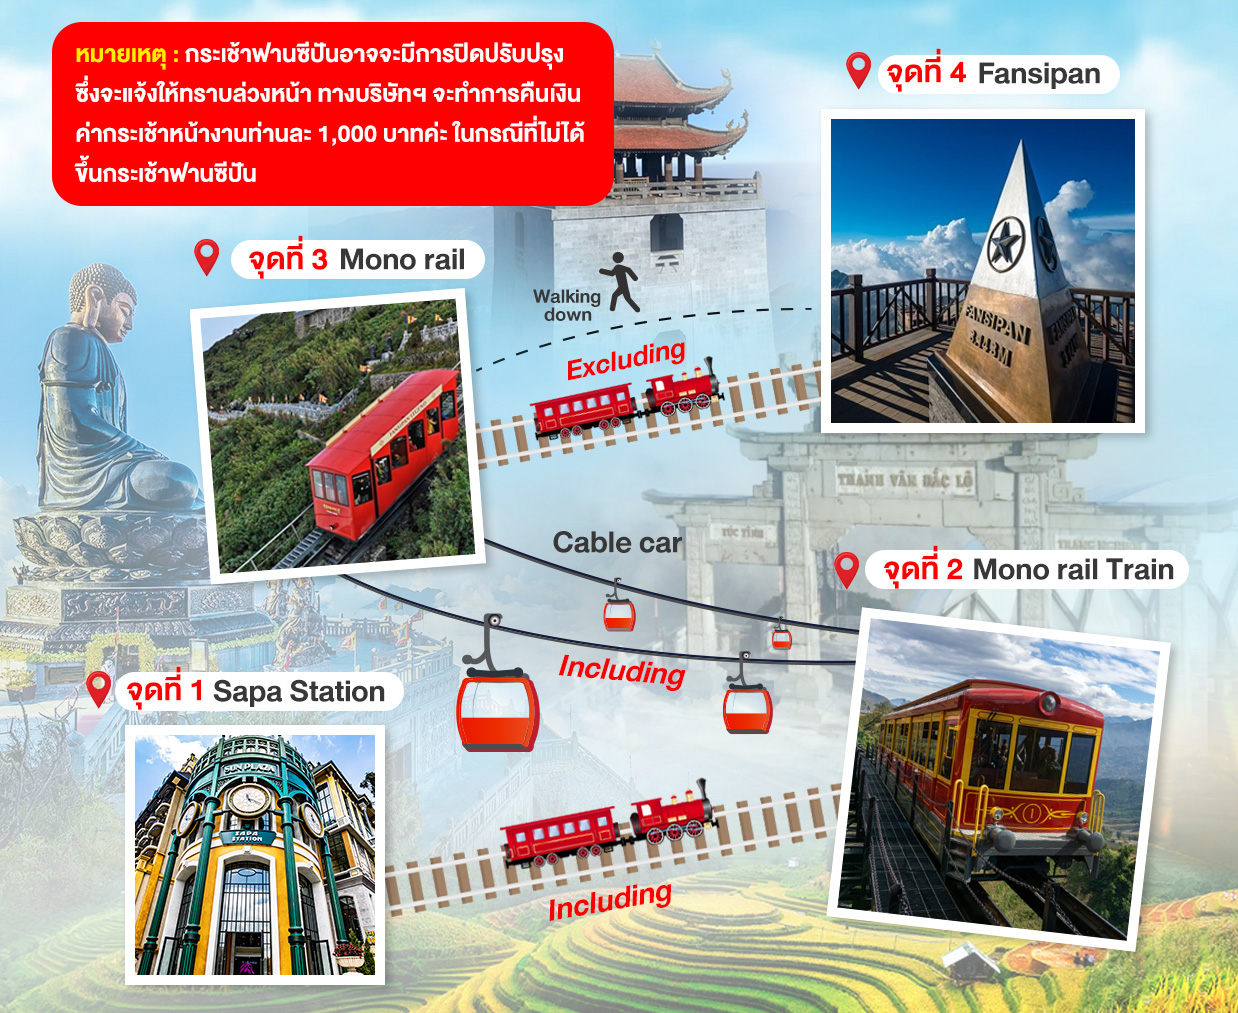 หมายเหตุ : กระเช้าฟานซีปันอาจจะมีการปิดปรับปรุง
ซึ่งจะแจ้งให้ทราบล่วงหน้า ทางบริษัทฯ จะทำการคืนเงิน
ค่ากระเช้าหน้างานท่านละ 1,000 บาทค่ะ ในกรณีที่ไม่ได้
ขึ้นกระเช้าฟานซีปัน
จุดที่ 4 Fansipan
FANSIPAN
3.143M
จุดที่ 3 Mono rail
Walking
down
Excluding
THANH VÂN ĐẮC LỘ
Cable car
จุดที่ 2 Mono rail Train
Including
จุดที่ 1 Sapa Station
SUN PLAZA
SAPA
STATION
1
Including